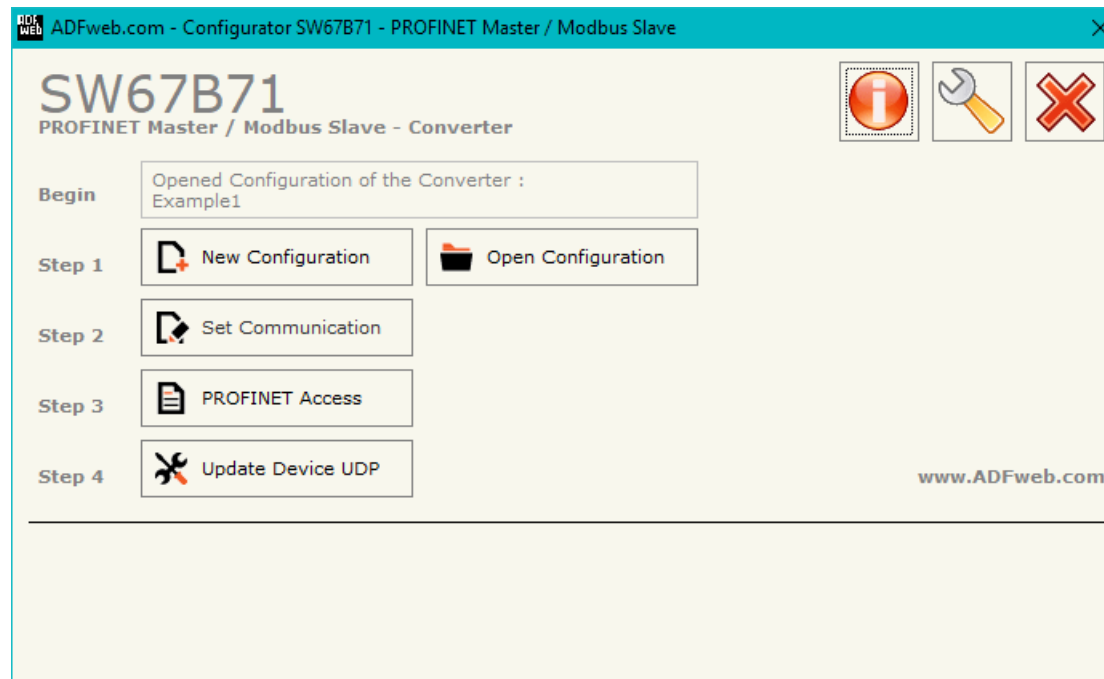 ADF WEB ADFweb.com - Configurator SW67B71 - PROFINET Master / Modbus Slave
SW67B71
PROFINET Master / Modbus Slave - Converter
Begin
Opened Configuration of the Converter :
Example1
Step 1
New Configuration
Open Configuration
Step 2
Set Communication
Step 3
PROFINET Access
Step 4
Update Device UDP
www.ADFweb.com